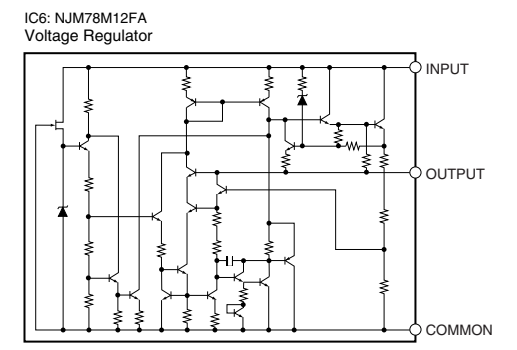 IC6: NJM78M12FA
Voltage Regulator
INPUT
OUTPUT
COMMON